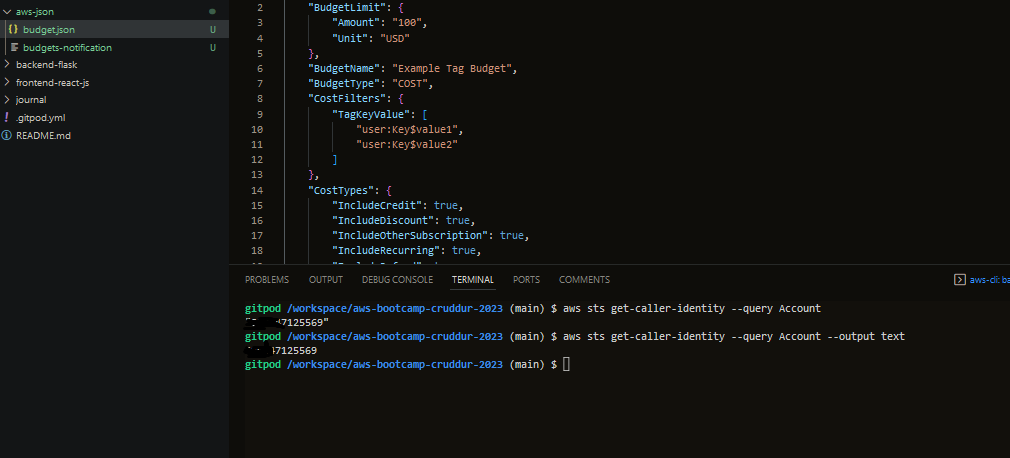 aws-json
budget.json U
budgets-notification U
backend-flask
frontend-react-js
journal
.gitpod.yml
README.md
2 "BudgetLimit": {
3 "Amount": "100",
4 "Unit": "USD"
5 },
6 "BudgetName": "Example Tag Budget",
7 "BudgetType": "COST",
8 "CostFilters": {
9 "TagKeyValue": [
10 "user:Key$value1",
11 "user:Key$value2"
12 ]
13 },
14 "CostTypes": {
15 "IncludeCredit": true,
16 "IncludeDiscount": true,
17 "IncludeOtherSubscription": true,
18 "IncludeRecurring": true,
PROBLEMS OUTPUT DEBUG CONSOLE TERMINAL PORTS COMMENTS aws-cli: ba
gitpod /workspace/aws-bootcamp-cruddur-2023 (main) $ aws sts get-caller-identity --query Account
7125569"
gitpod /workspace/aws-bootcamp-cruddur-2023 (main) $ aws sts get-caller-identity --query Account --output text
7125569
gitpod /workspace/aws-bootcamp-cruddur-2023 (main) $